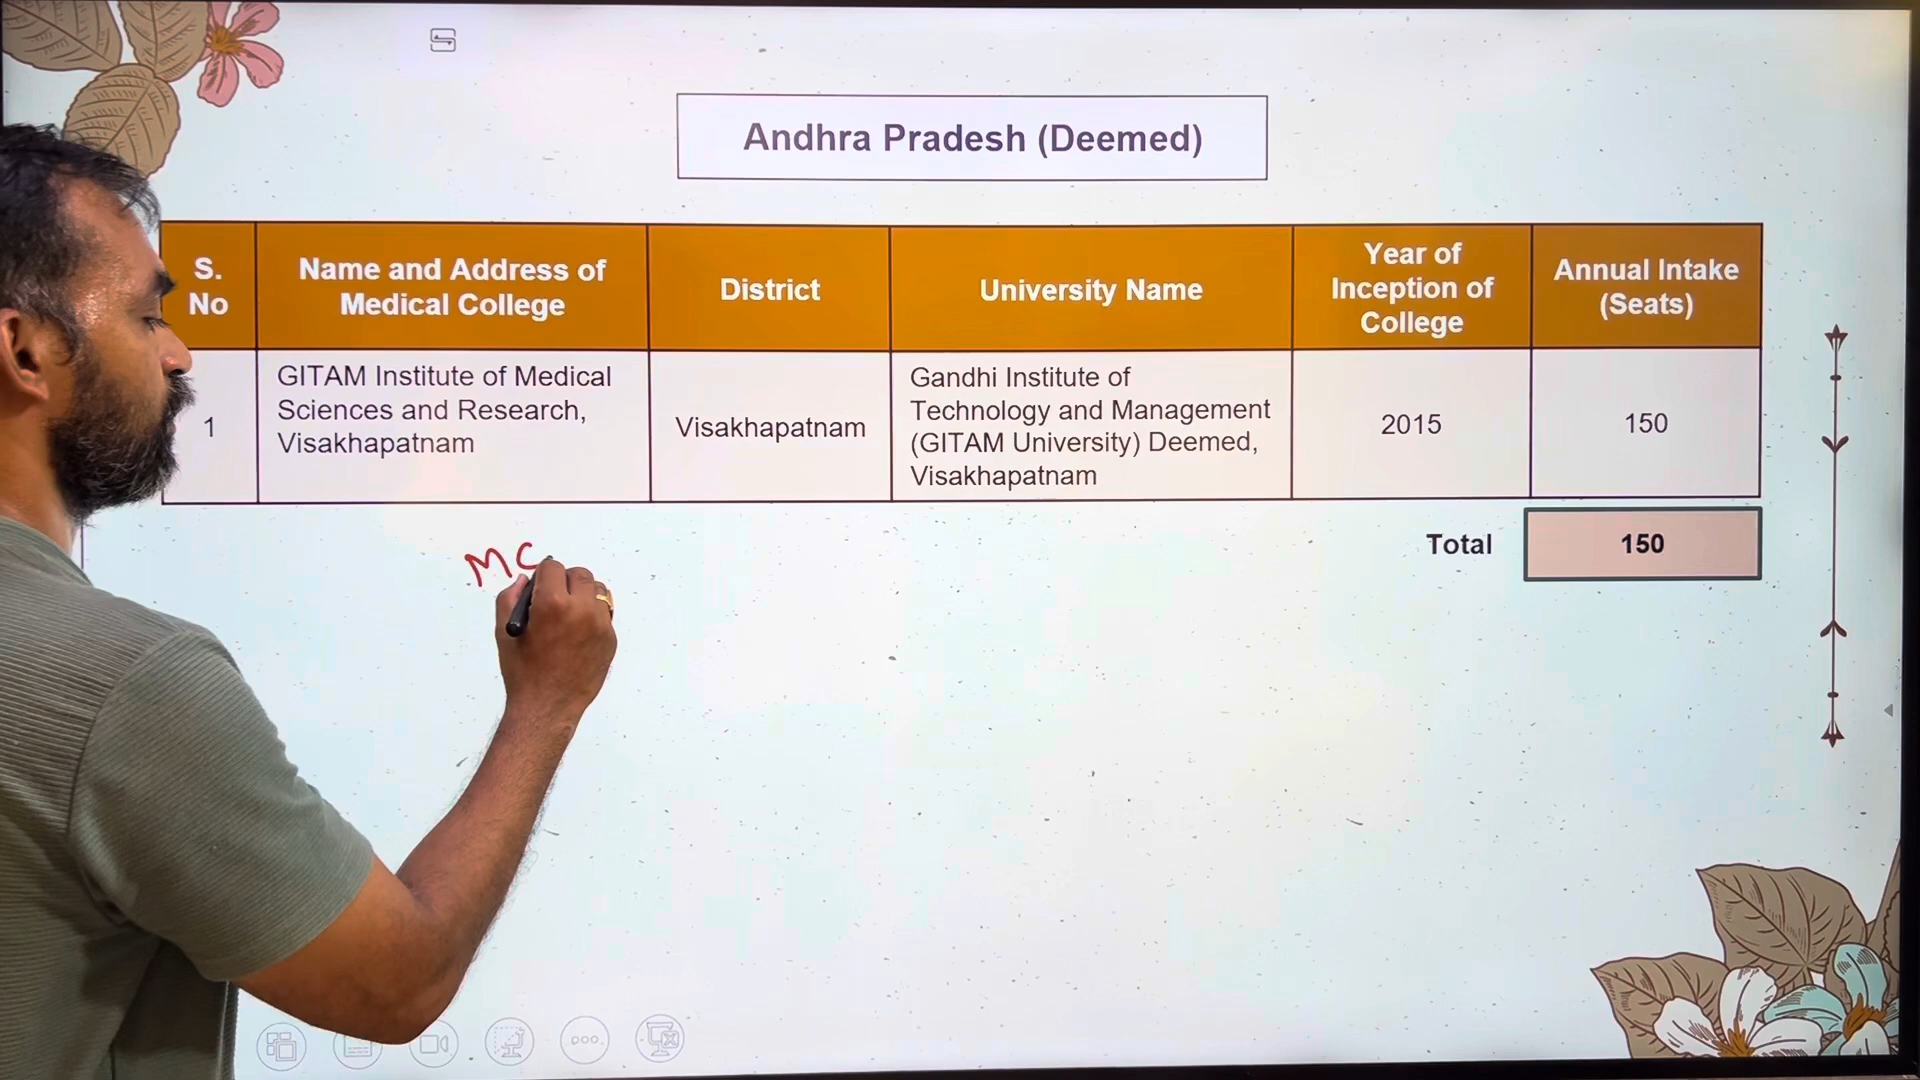 Andhra Pradesh (Deemed)
S.
No
Name and Address of
Medical College
District
University Name
Year of
Inception of
College
Annual Intake
(Seats)
1
GITAM Institute of Medical
Sciences and Research,
Visakhapatnam
Visakhapatnam
Gandhi Institute of
Technology and Management
(GITAM University) Deemed,
Visakhapatnam
2015
150
Total
150
MC